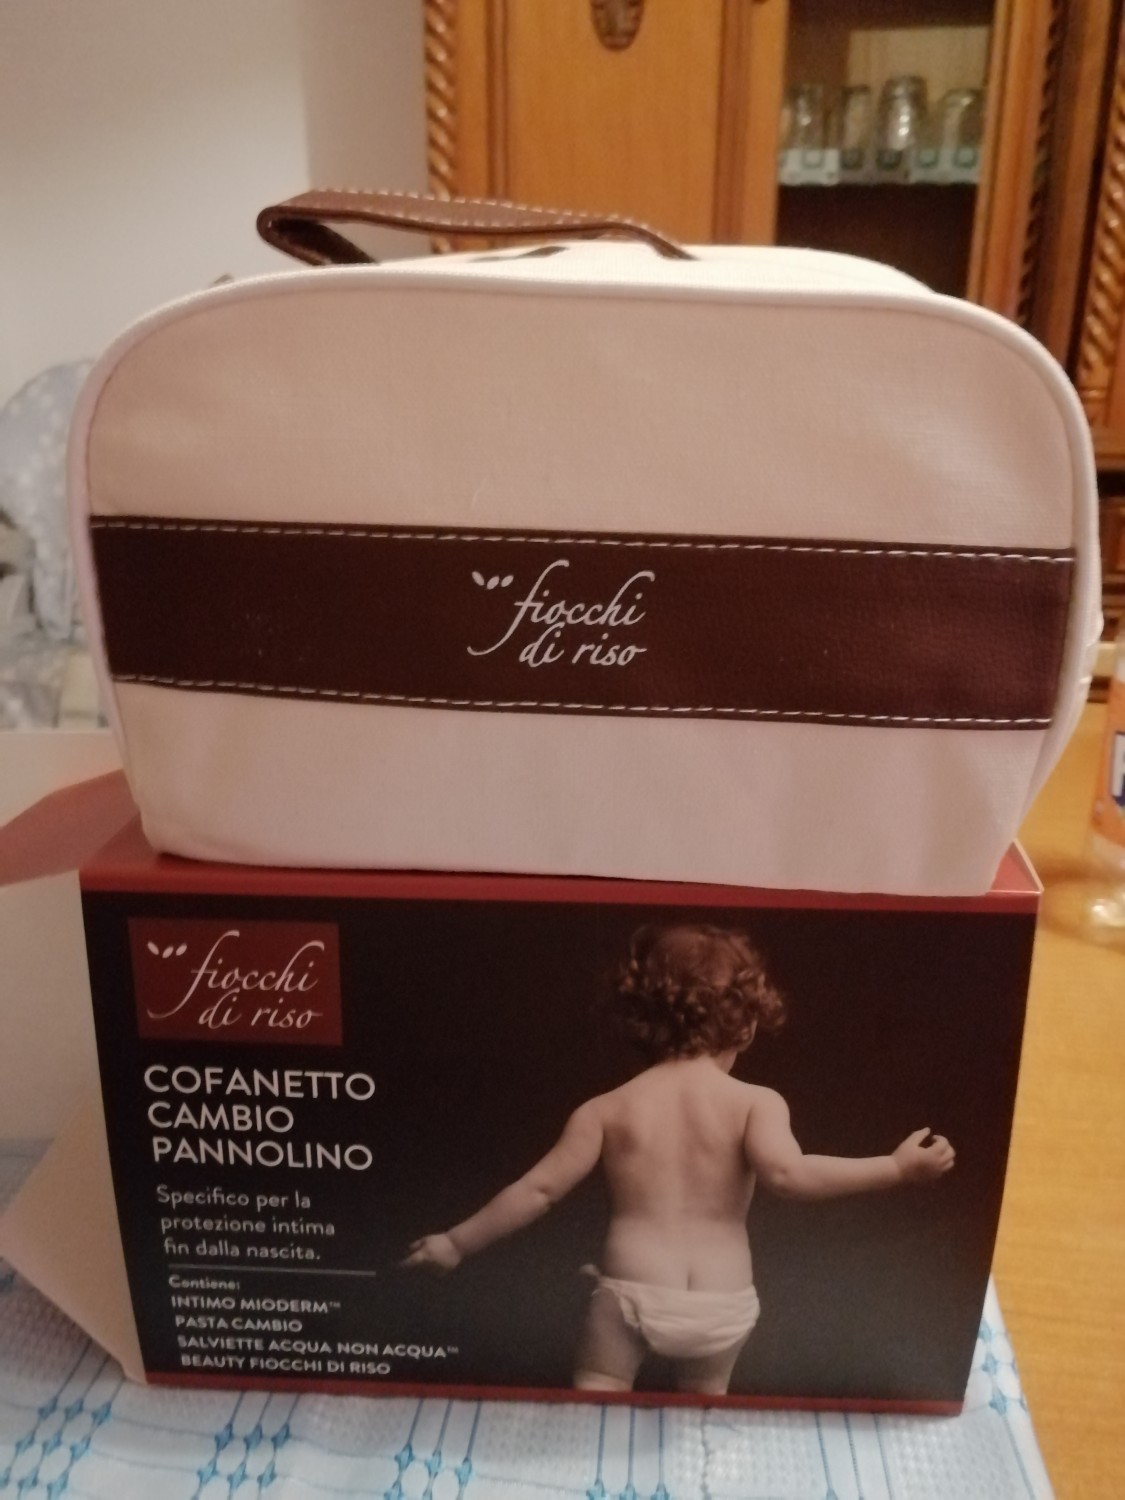 fiocchi
di riso
fiocchi
di riso
COFANETTO
CAMBIO
PANNOLINO
Specifico per la
protezione intima
fin dalla nascita.
Contiene:
INTIMO MIODERM™
PASTA CAMBIO
SALVIETTE ACQUA NON ACQUA™
BEAUTY FIOCCHI DI RISO